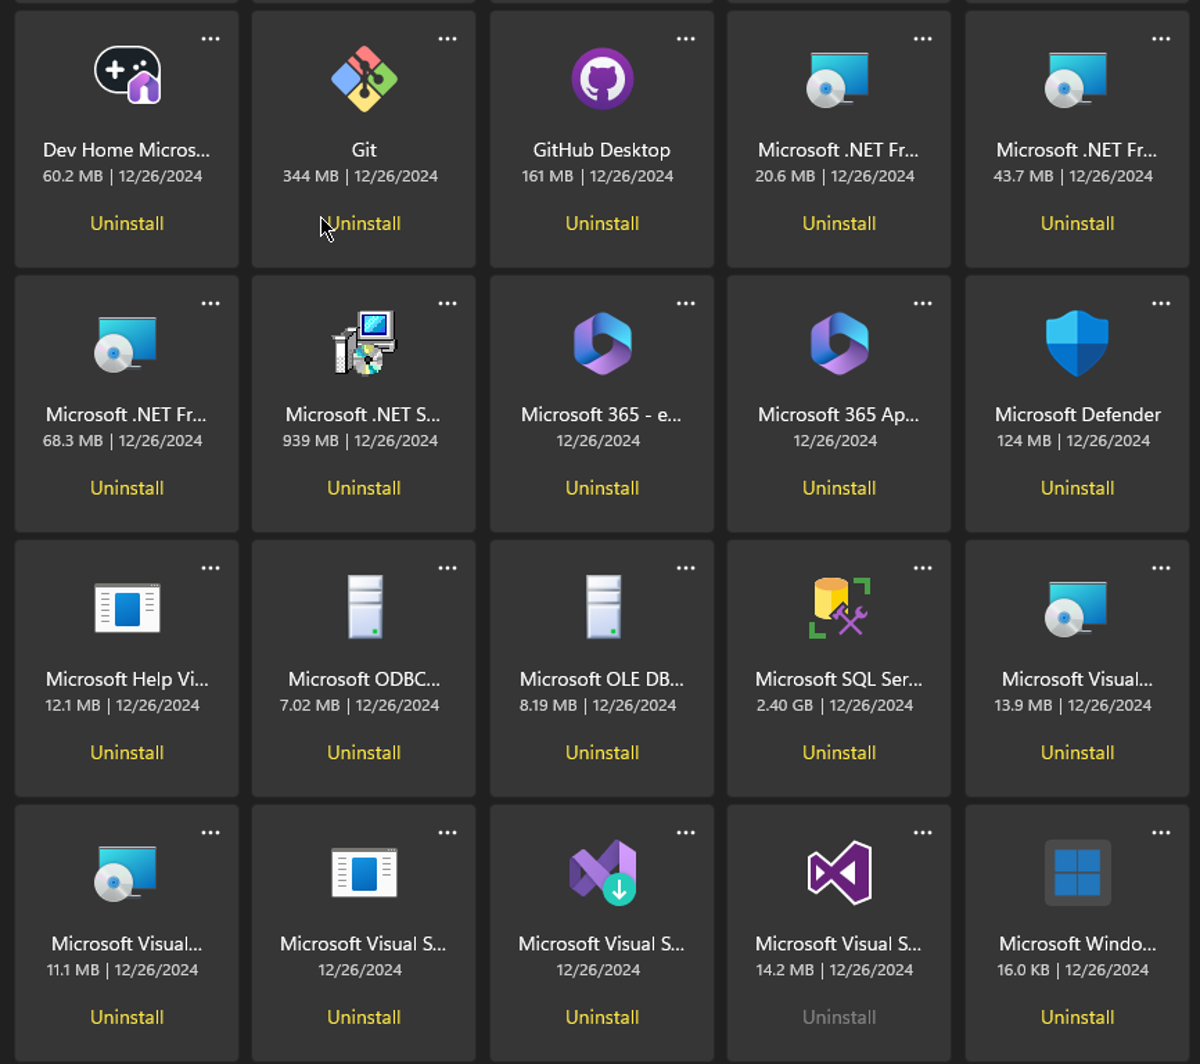 Dev Home Micros...
60.2 MB | 12/26/2024
Uninstall
Git
344 MB | 12/26/2024
Uninstall
GitHub Desktop
161 MB | 12/26/2024
Uninstall
Microsoft .NET Fr...
20.6 MB | 12/26/2024
Uninstall
Microsoft .NET Fr...
43.7 MB | 12/26/2024
Uninstall
Microsoft .NET Fr...
68.3 MB | 12/26/2024
Uninstall
Microsoft .NET S...
939 MB | 12/26/2024
Uninstall
Microsoft 365 - e...
12/26/2024
Uninstall
Microsoft 365 Ap...
12/26/2024
Uninstall
Microsoft Defender
124 MB | 12/26/2024
Uninstall
Microsoft Help Vi...
12.1 MB | 12/26/2024
Uninstall
Microsoft ODBC...
7.02 MB | 12/26/2024
Uninstall
Microsoft OLE DB...
8.19 MB | 12/26/2024
Uninstall
Microsoft SQL Ser...
2.40 GB | 12/26/2024
Uninstall
Microsoft Visual...
13.9 MB | 12/26/2024
Uninstall
Microsoft Visual...
11.1 MB | 12/26/2024
Uninstall
Microsoft Visual S...
12/26/2024
Uninstall
Microsoft Visual S...
12/26/2024
Uninstall
Microsoft Visual S...
14.2 MB | 12/26/2024
Uninstall
Microsoft Windo...
16.0 KB | 12/26/2024
Uninstall